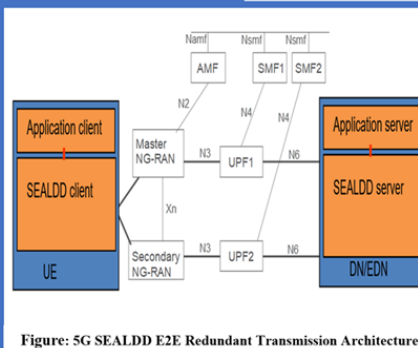 Namf
Nsmf
Nsmf
AMF
SMF1
SMF2
N2
N4
N4
Application client
SEALDD client
UE
Master
NG-RAN
N3
UPF1
N6
Xn
Secondary
NG-RAN
N3
UPF2
N6
Application server
SEALDD server
DN/EDN
Figure: 5G SEALDD E2E Redundant Transmission Architecture